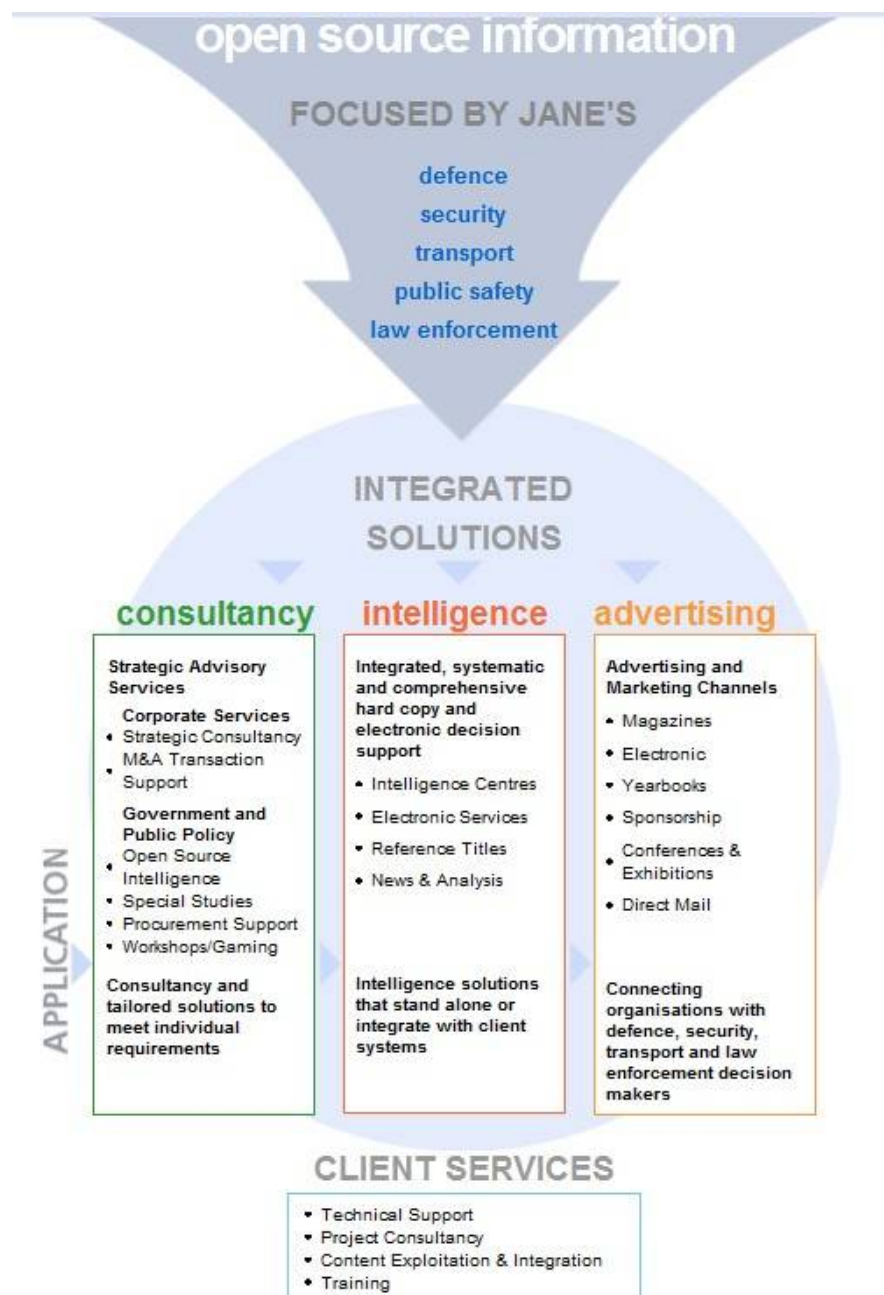 open source information
FOCUSED BY JANE'S
defence
security
transport
public safety
law enforcement
INTEGRATED
SOLUTIONS
consultancy
Strategic Advisory
Services
Corporate Services
• Strategic Consultancy
• M&A Transaction
Support
Government and
Public Policy
• Open Source
Intelligence
• Special Studies
• Procurement Support
• Workshops/Gaming
Consultancy and
tailored solutions to
meet individual
requirements
intelligence
Integrated, systematic
and comprehensive
hard copy and
electronic decision
support
• Intelligence Centres
• Electronic Services
• Reference Titles
• News & Analysis
Intelligence solutions
that stand alone or
integrate with client
systems
advertising
Advertising and
Marketing Channels
• Magazines
• Electronic
• Yearbooks
• Sponsorship
• Conferences &
Exhibitions
• Direct Mail
Connecting
organisations with
defence, security,
transport and law
enforcement decision
makers
APPLICATION
CLIENT SERVICES
• Technical Support
• Project Consultancy
• Content Exploitation & Integration
• Training